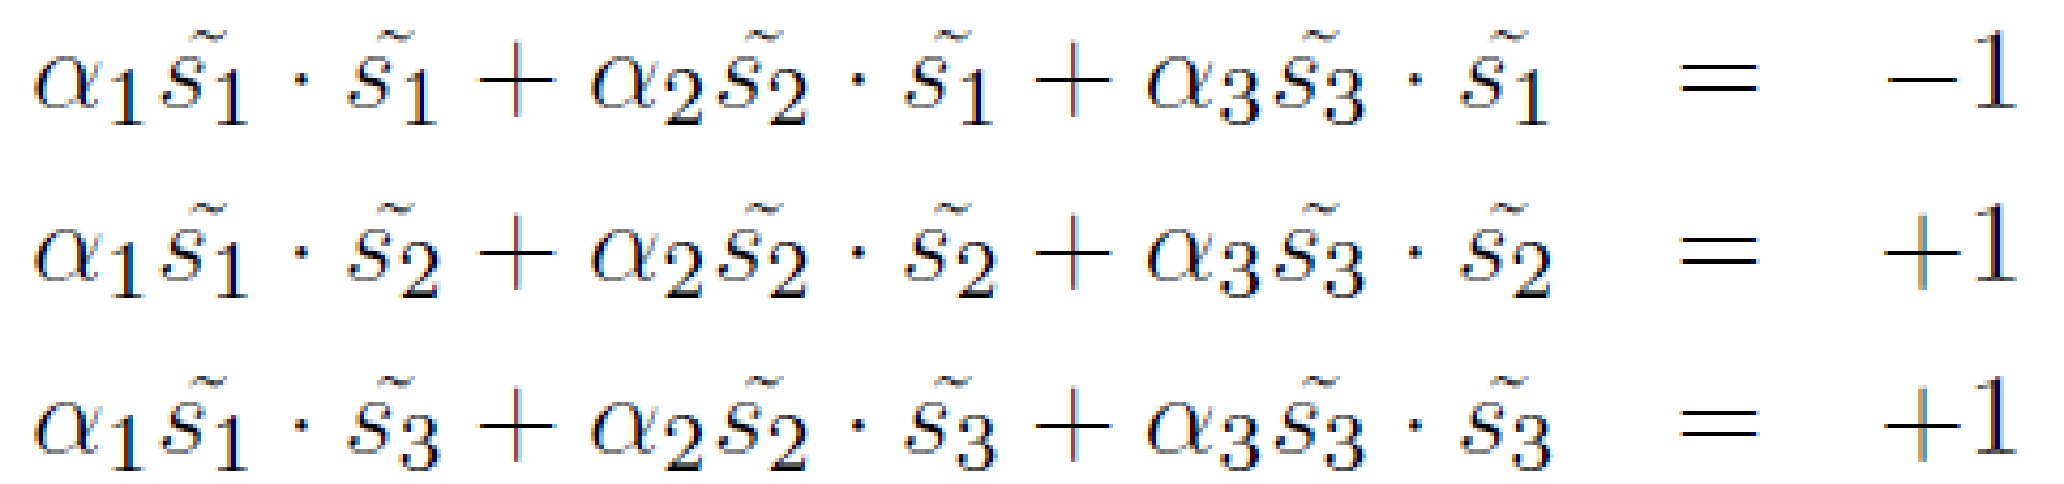 α₁s̃₁ · s̃₁ + α₂s̃₂ · s̃₁ + α₃s̃₃ · s̃₁ = −1
α₁s̃₁ · s̃₂ + α₂s̃₂ · s̃₂ + α₃s̃₃ · s̃₂ = +1
α₁s̃₁ · s̃₃ + α₂s̃₂ · s̃₃ + α₃s̃₃ · s̃₃ = +1